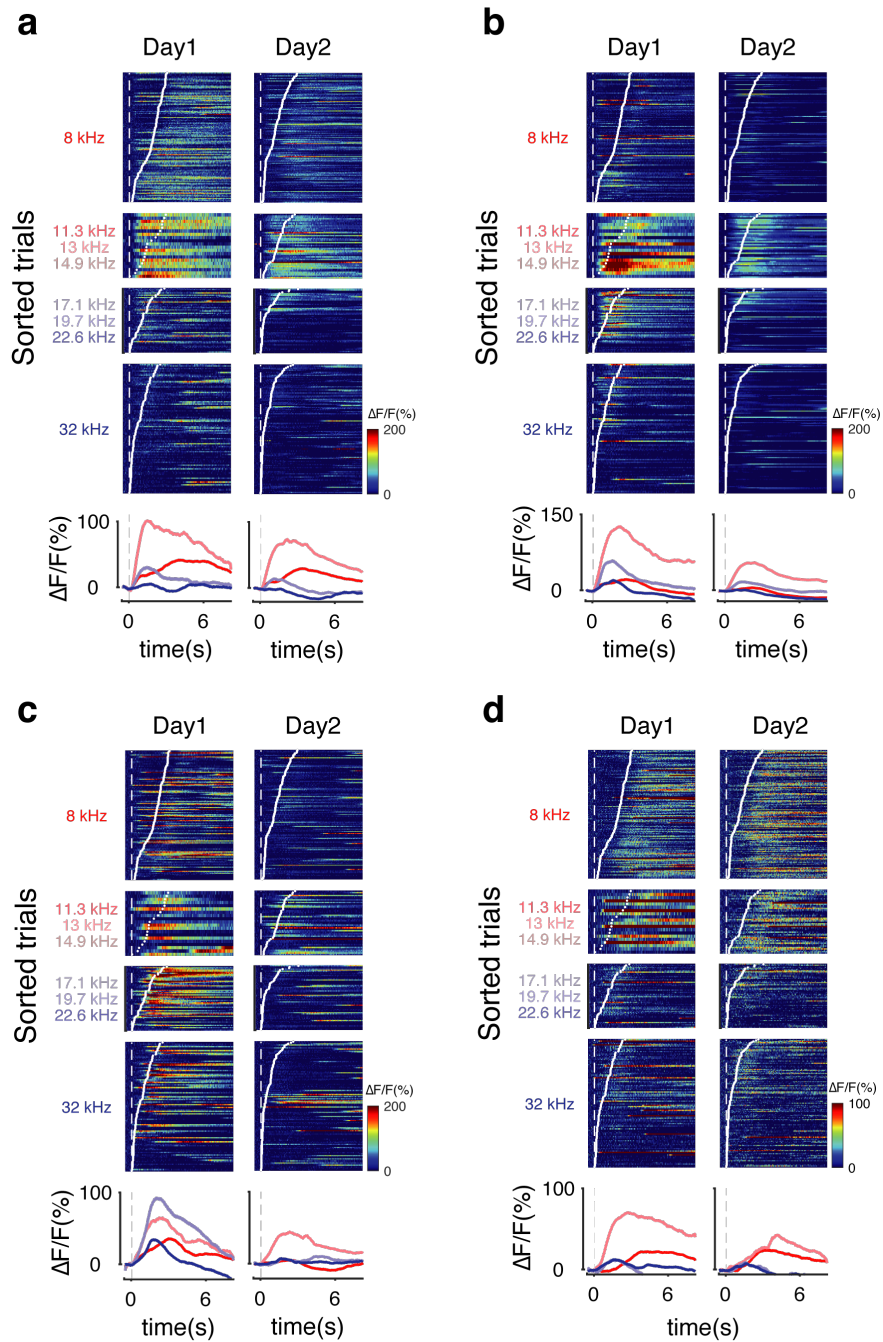 a
Day1 Day2
8 kHz
Sorted trials
11.3 kHz
13 kHz
14.9 kHz
17.1 kHz
19.7 kHz
22.6 kHz
32 kHz
ΔF/F(%)
200
0
100
ΔF/F(%)
0
0 6 0 6
time(s) time(s)
b
Day1 Day2
8 kHz
Sorted trials
11.3 kHz
13 kHz
14.9 kHz
17.1 kHz
19.7 kHz
22.6 kHz
32 kHz
ΔF/F(%)
200
0
150
ΔF/F(%)
0
0 6 0 6
time(s) time(s)
c
Day1 Day2
8 kHz
Sorted trials
11.3 kHz
13 kHz
14.9 kHz
17.1 kHz
19.7 kHz
22.6 kHz
32 kHz
ΔF/F(%)
200
0
100
ΔF/F(%)
0
0 6 0 6
time(s) time(s)
d
Day1 Day2
8 kHz
Sorted trials
11.3 kHz
13 kHz
14.9 kHz
17.1 kHz
19.7 kHz
22.6 kHz
32 kHz
ΔF/F(%)
100
0
100
ΔF/F(%)
0
0 6 0 6
time(s) time(s)